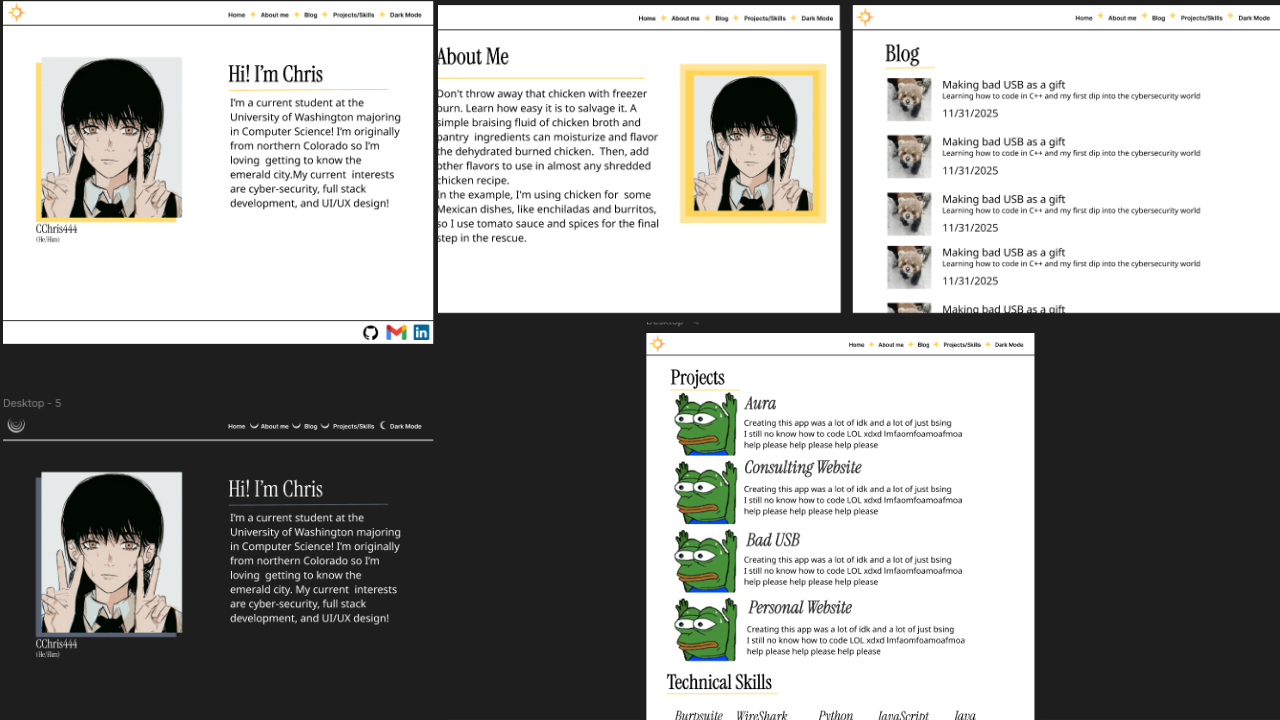 Home About me Blog Projects/Skills Dark Mode
Hi! I'm Chris
I'm a current student at the
University of Washington majoring
in Computer Science! I'm originally
from northern Colorado so I'm
loving getting to know the
emerald city.My current interests
are cyber-security, full stack
development, and UI/UX design!
CChris444
(He/Him)
in
Home About me Blog Projects/Skills Dark Mode
About Me
Don't throw away that chicken with freezer
burn. Learn how easy it is to salvage it. A
simple braising fluid of chicken broth and
pantry ingredients can moisturize and flavor
the dehydrated burned chicken. Then, add
other flavors to use in almost any shredded
chicken recipe.
In the example, I'm using chicken for some
Mexican dishes, like enchiladas and burritos,
so I use tomato sauce and spices for the final
step in the rescue.
Home About me Blog Projects/Skills Dark Mode
Blog
Making bad USB as a gift
Learning how to code in C++ and my first dip into the cybersecurity world
11/31/2025
Making bad USB as a gift
Learning how to code in C++ and my first dip into the cybersecurity world
11/31/2025
Making bad USB as a gift
Learning how to code in C++ and my first dip into the cybersecurity world
11/31/2025
Making bad USB as a gift
Learning how to code in C++ and my first dip into the cybersecurity world
11/31/2025
Making bad USB as a gift
Desktop - 5
Home About me Blog Projects/Skills Dark Mode
Hi! I'm Chris
I'm a current student at the
University of Washington majoring
in Computer Science! I'm originally
from northern Colorado so I'm
loving getting to know the
emerald city. My current interests
are cyber-security, full stack
development, and UI/UX design!
CChris444
(He/Him)
Home About me Blog Projects/Skills Dark Mode
Projects
Aura
Creating this app was a lot of idk and a lot of just bsing
I still no know how to code LOL xdxd lmfaomfoamoafmoa
help please help please help please
Consulting Website
Creating this app was a lot of idk and a lot of just bsing
I still no know how to code LOL xdxd lmfaomfoamoafmoa
help please help please help please
Bad USB
Creating this app was a lot of idk and a lot of just bsing
I still no know how to code LOL xdxd lmfaomfoamoafmoa
help please help please help please
Personal Website
Creating this app was a lot of idk and a lot of just bsing
I still no know how to code LOL xdxd lmfaomfoamoafmoa
help please help please help please
Technical Skills
Burpsuite WireShark Python JavaScript Java